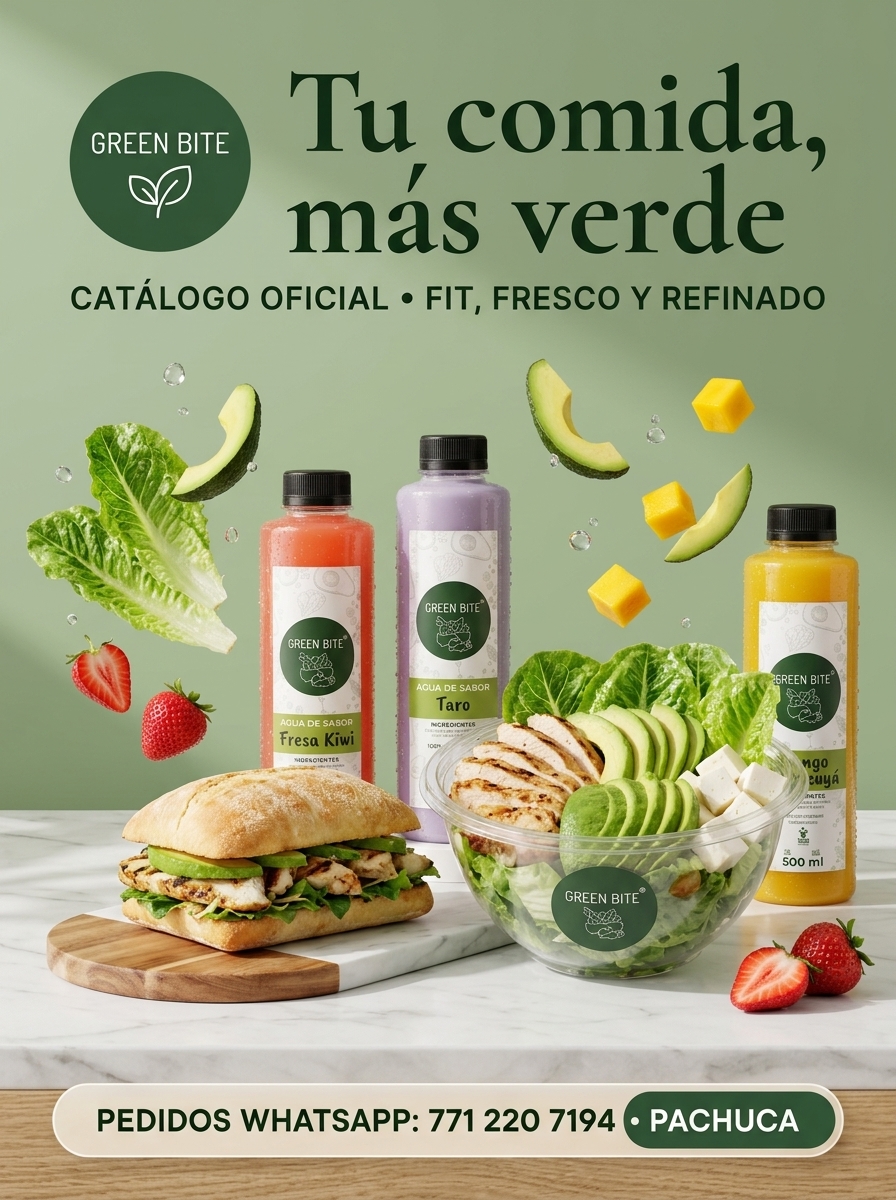 GREEN BITE
Tu comida,
más verde
CATÁLOGO OFICIAL • FIT, FRESCO Y REFINADO
GREEN BITE®
AGUA DE SABOR
Fresa Kiwi
INGREDIENTES
GREEN BITE®
AGUA DE SABOR
Taro
INGREDIENTES
GREEN BITE®
500 ml
GREEN BITE®
PEDIDOS WHATSAPP: 771 220 7194 • PACHUCA